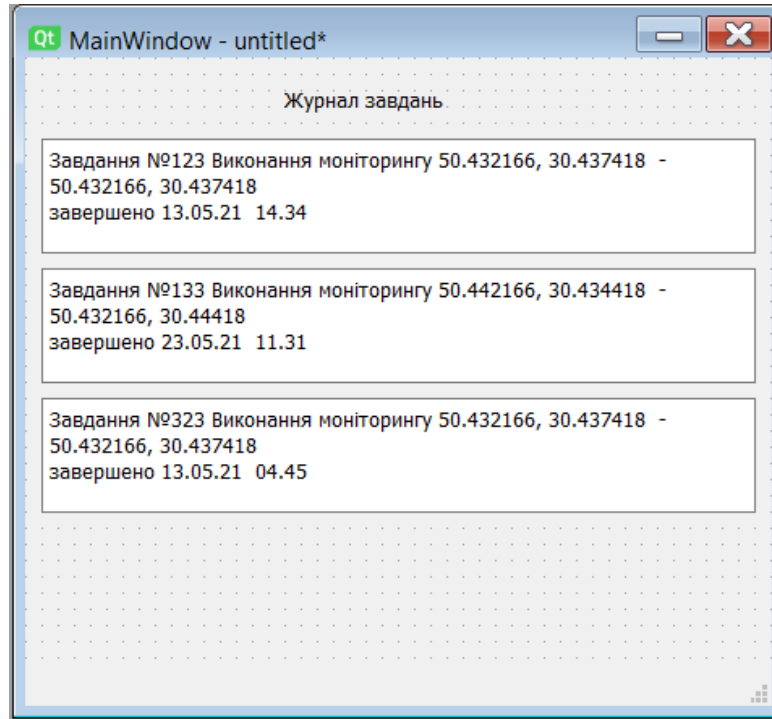 Qt MainWindow - untitled*
Журнал завдань
Завдання №123 Виконання моніторингу 50.432166, 30.437418 -
50.432166, 30.437418
завершено 13.05.21 14.34
Завдання №133 Виконання моніторингу 50.442166, 30.434418 -
50.432166, 30.44418
завершено 23.05.21 11.31
Завдання №323 Виконання моніторингу 50.432166, 30.437418 -
50.432166, 30.437418
завершено 13.05.21 04.45